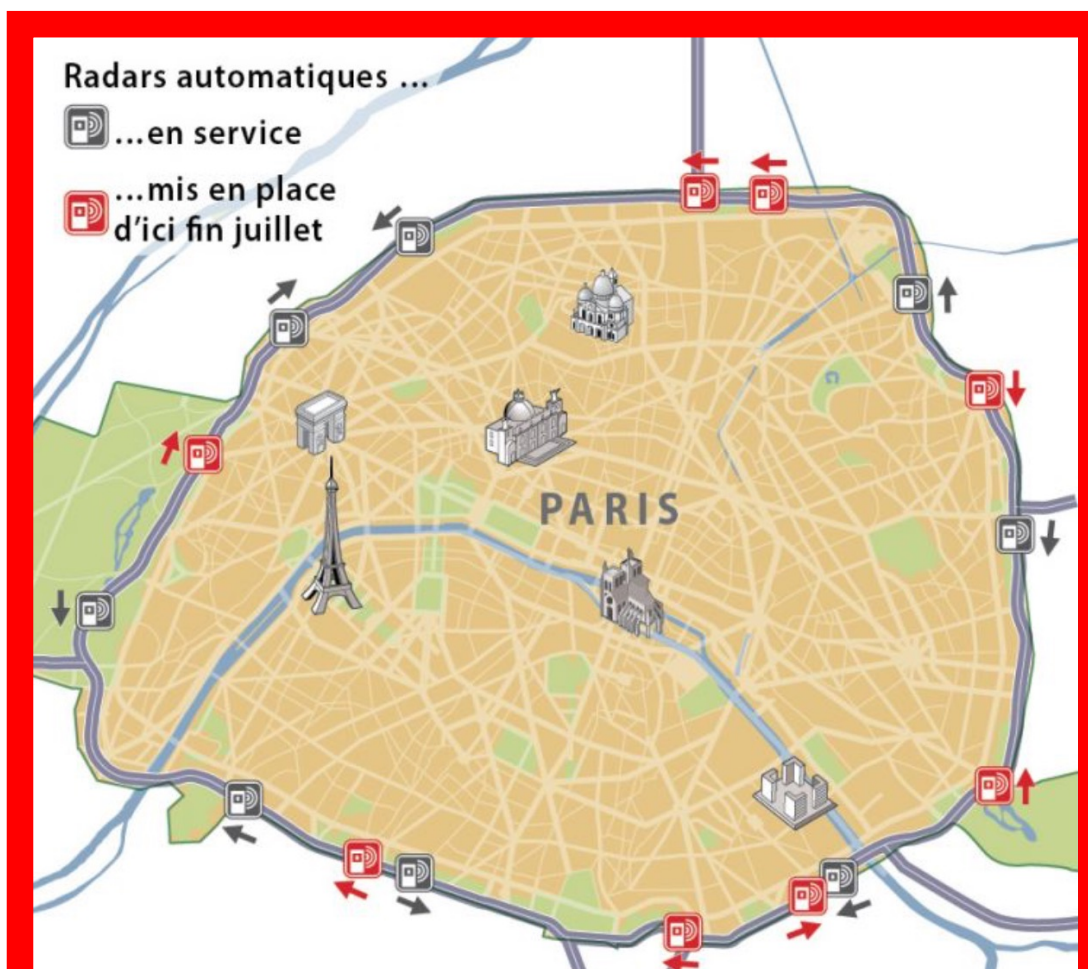 Radars automatiques ...
...en service
...mis en place
d'ici fin juillet
PARIS